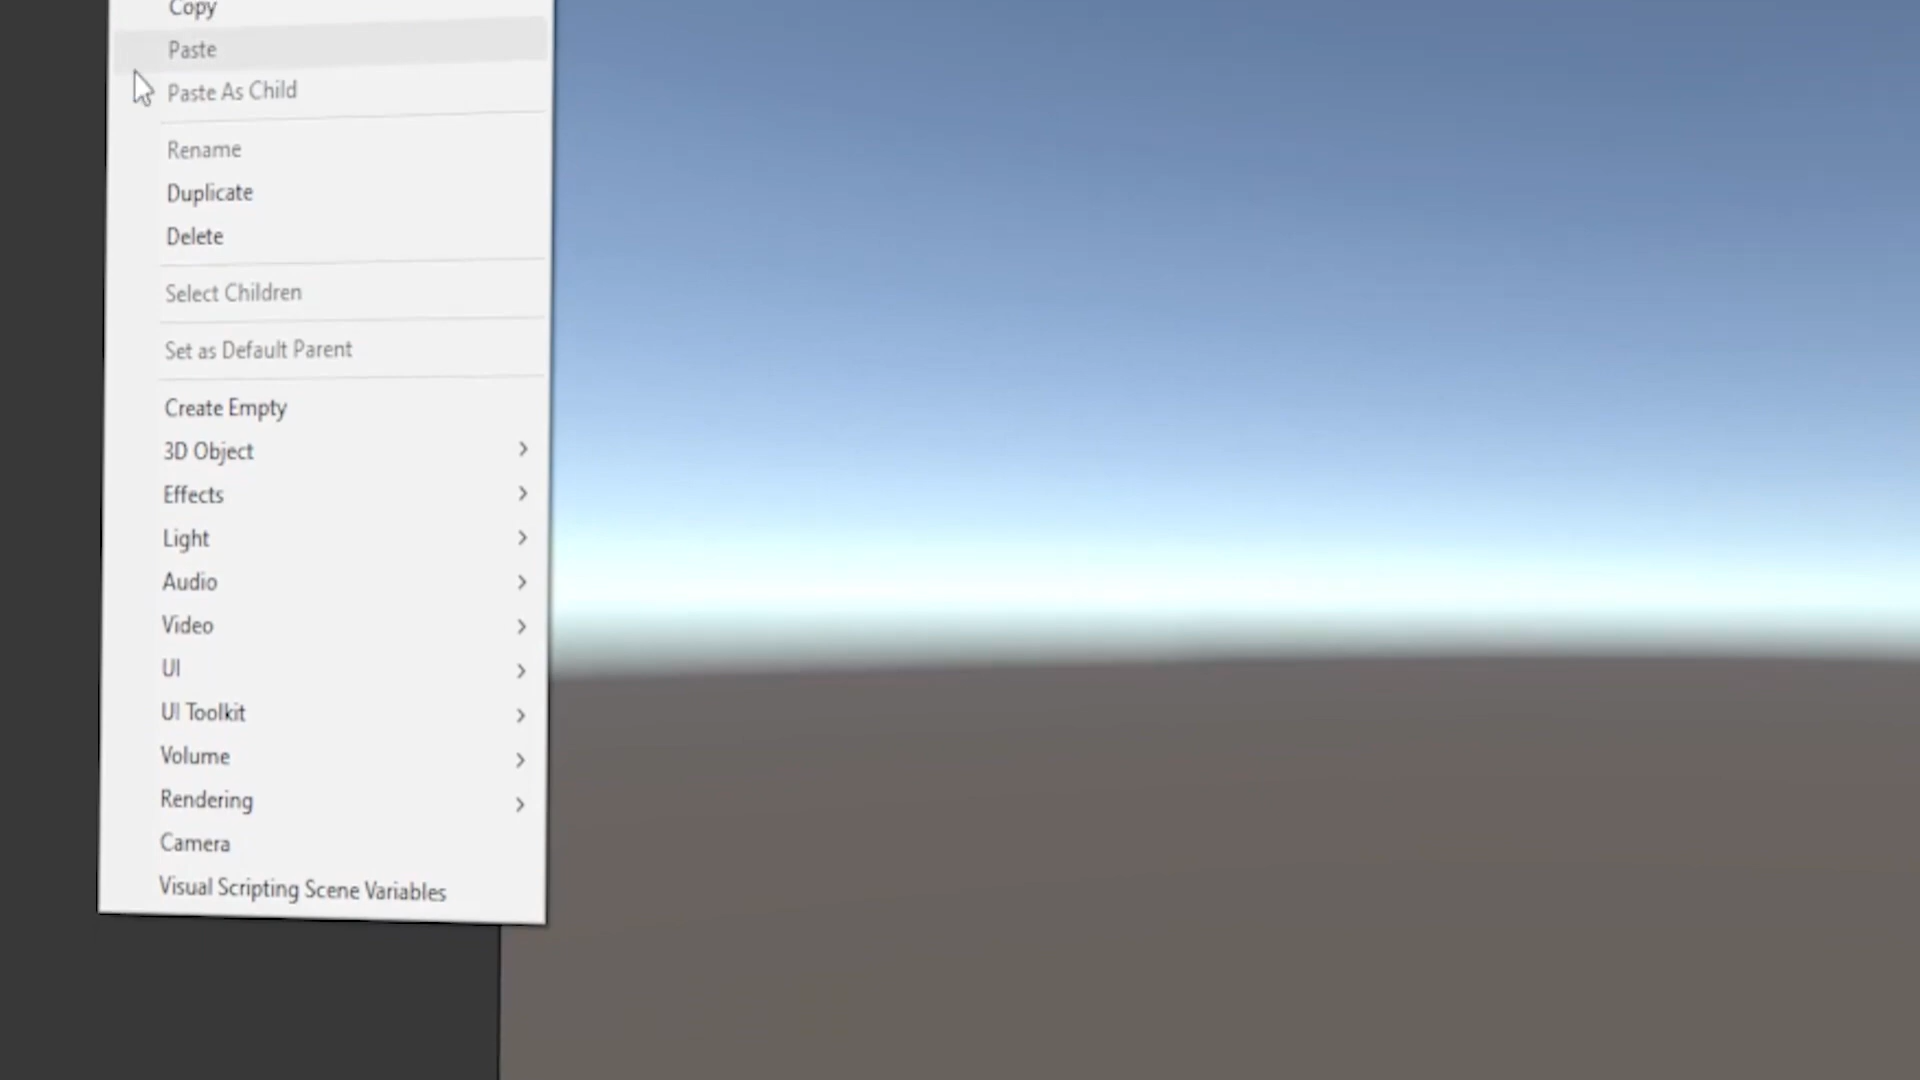 Copy
Paste
Paste As Child
Rename
Duplicate
Delete
Select Children
Set as Default Parent
Create Empty
3D Object
Effects
Light
Audio
Video
UI
UI Toolkit
Volume
Rendering
Camera
Visual Scripting Scene Variables